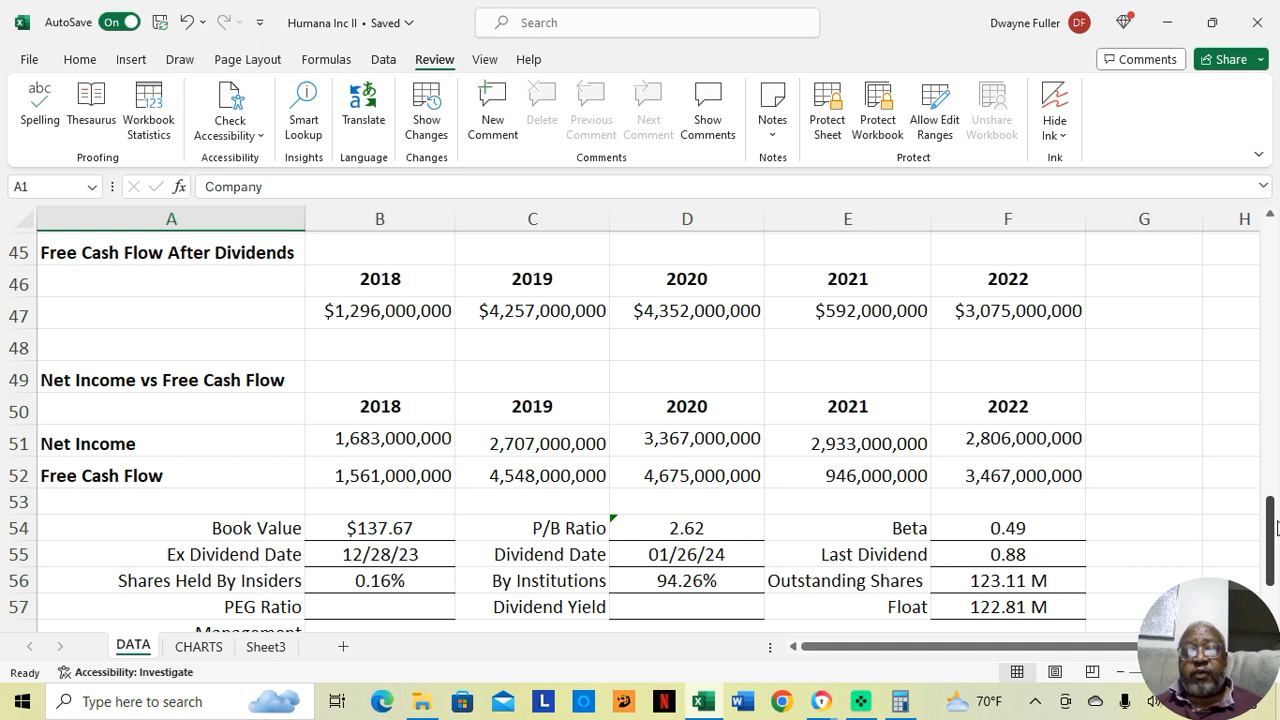 AutoSave On Humana Inc II • Saved Search Dwayne Fuller DF
File Home Insert Draw Page Layout Formulas Data Review View Help Comments Share
abc 123
Spelling Thesaurus Workbook Statistics Check Accessibility Smart Lookup Translate Show Changes New Comment Delete Previous Comment Next Comment Show Comments Notes Protect Sheet Protect Workbook Allow Edit Ranges Unshare Workbook Hide Ink
Proofing Accessibility Insights Language Changes Comments Notes Protect Ink
A1 fx Company
A B C D E F G H
45 Free Cash Flow After Dividends
46 2018 2019 2020 2021 2022
47 $1,296,000,000 $4,257,000,000 $4,352,000,000 $592,000,000 $3,075,000,000
48
49 Net Income vs Free Cash Flow
50 2018 2019 2020 2021 2022
51 Net Income 1,683,000,000 2,707,000,000 3,367,000,000 2,933,000,000 2,806,000,000
52 Free Cash Flow 1,561,000,000 4,548,000,000 4,675,000,000 946,000,000 3,467,000,000
53
54 Book Value $137.67 P/B Ratio 2.62 Beta 0.49
55 Ex Dividend Date 12/28/23 Dividend Date 01/26/24 Last Dividend 0.88
56 Shares Held By Insiders 0.16% By Institutions 94.26% Outstanding Shares 123.11 M
57 PEG Ratio Dividend Yield Float 122.81 M
Management
DATA CHARTS Sheet3
Ready Accessibility: Investigate
Type here to search L N 70°F